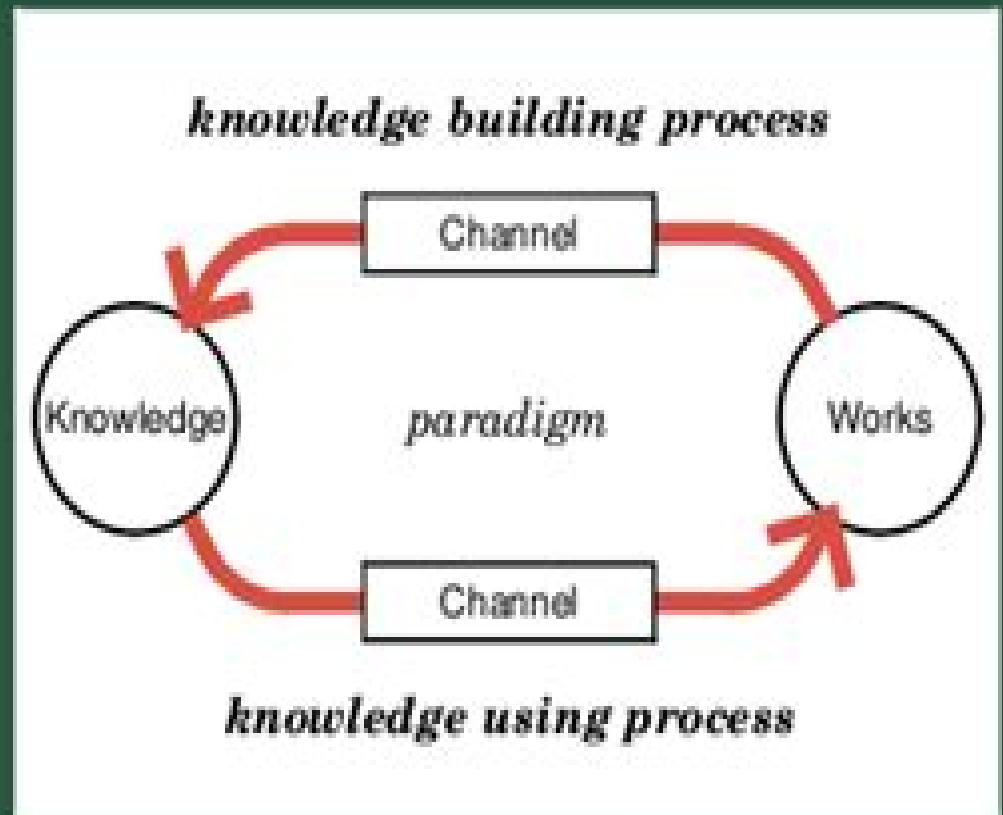 knowledge building process
Channel
Knowledge
paradigm
Works
Channel
knowledge using process